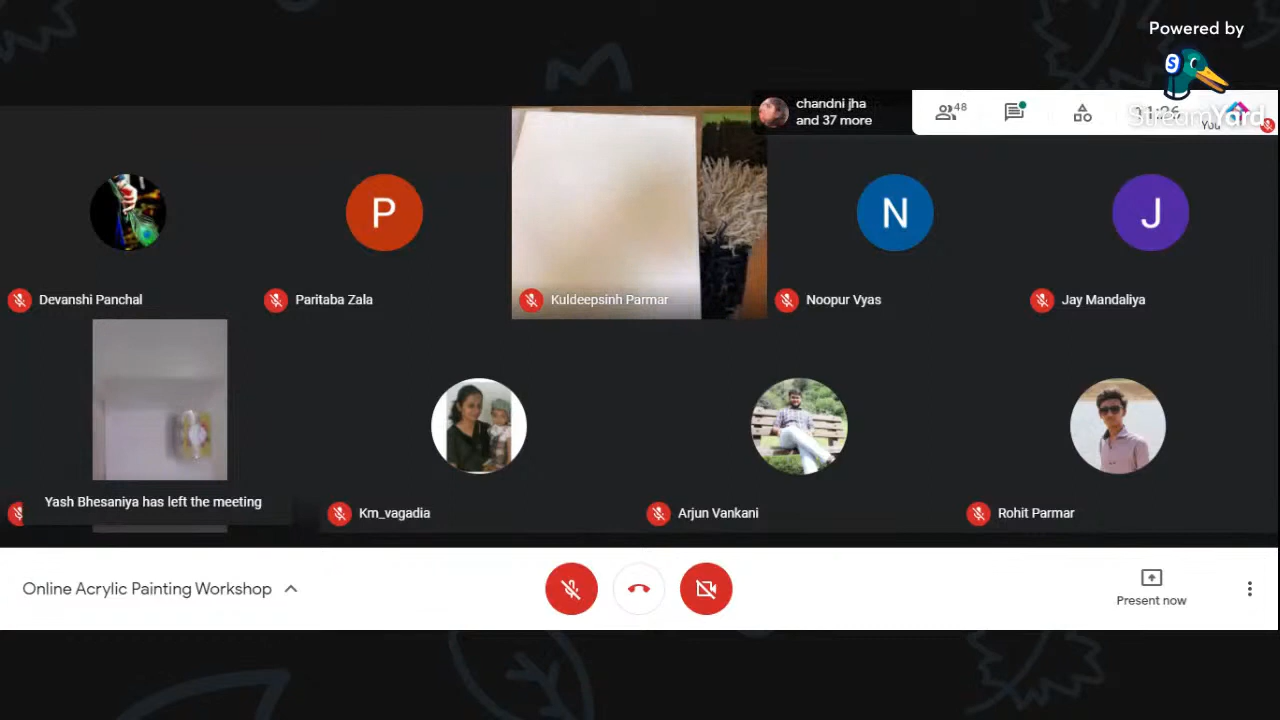 Powered by
StreamYard
chandni jha
and 37 more
48
You
P
N
J
Devanshi Panchal
Paritaba Zala
Kuldeepsinh Parmar
Noopur Vyas
Jay Mandaliya
Yash Bhesaniya has left the meeting
Km_vagadia
Arjun Vankani
Rohit Parmar
Online Acrylic Painting Workshop
Present now